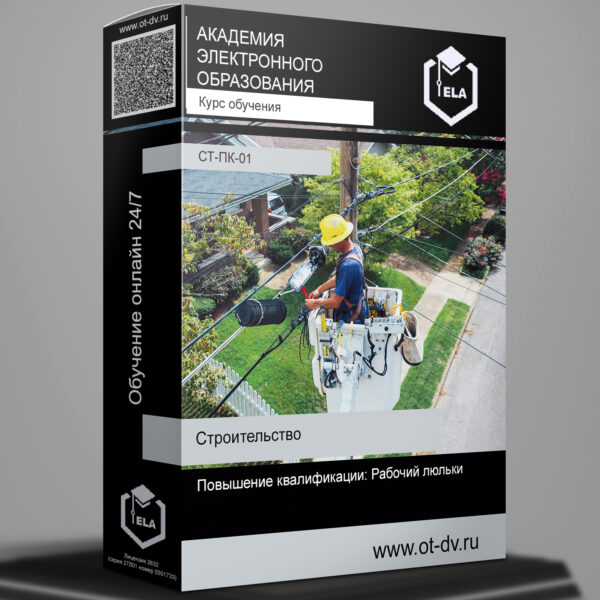 www.ot-dv.ru
АКАДЕМИЯ
ЭЛЕКТРОННОГО
ОБРАЗОВАНИЯ
Курс обучения
ELA
СТ-ПК-01
Обучение онлайн 24/7
Строительство
Повышение квалификации: Рабочий люльки
www.ot-dv.ru
ELA
Лицензия 2652
(серия 27Л01 номер 0001733)